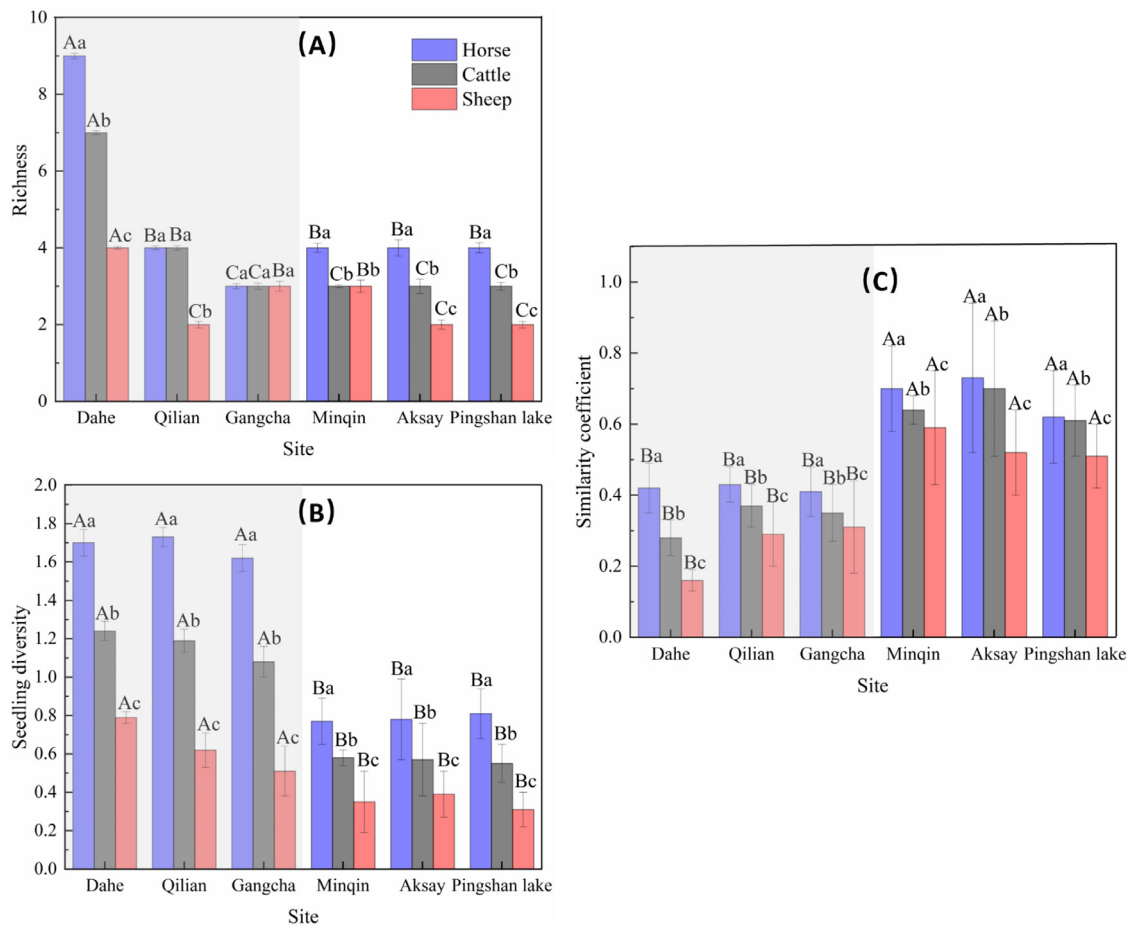 (A)
Horse
Cattle
Sheep
10
8
6
4
2
0
Richness
Aa
Ab
Ac
Ba Ba
Cb
Ca Ca Ba
Ba
Cb Bb
Ba
Cb
Cc
Ba
Cb
Cc
Dahe Qilian Gangcha Minqin Aksay Pingshan lake
Site
(B)
2.0
1.8
1.6
1.4
1.2
1.0
0.8
0.6
0.4
0.2
0.0
Seedling diversity
Aa
Ab
Ac
Aa
Ab
Ac
Aa
Ab
Ac
Ba
Bb
Bc
Ba
Bb
Bc
Ba
Bb
Bc
Dahe Qilian Gangcha Minqin Aksay Pingshan lake
Site
(C)
1.0
0.8
0.6
0.4
0.2
0.0
Similarity coefficient
Ba
Bb
Bc
Ba
Bb
Bc
Ba
Bb
Bc
Aa
Ab
Ac
Aa
Ab
Ac
Aa
Ab
Ac
Dahe Qilian Gangcha Minqin Aksay Pingshan lake
Site